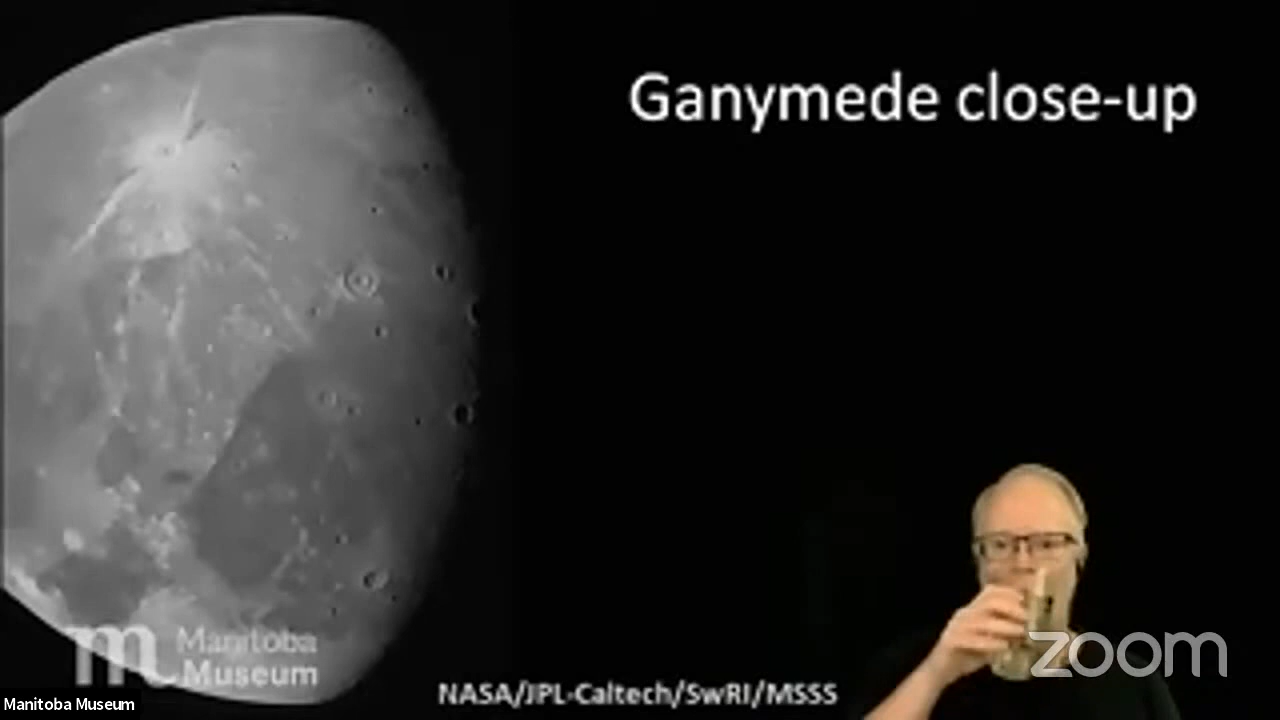 Ganymede close-up
m Manitoba
Museum
NASA/JPL-Caltech/SwRI/MSSS
zoom
Manitoba Museum